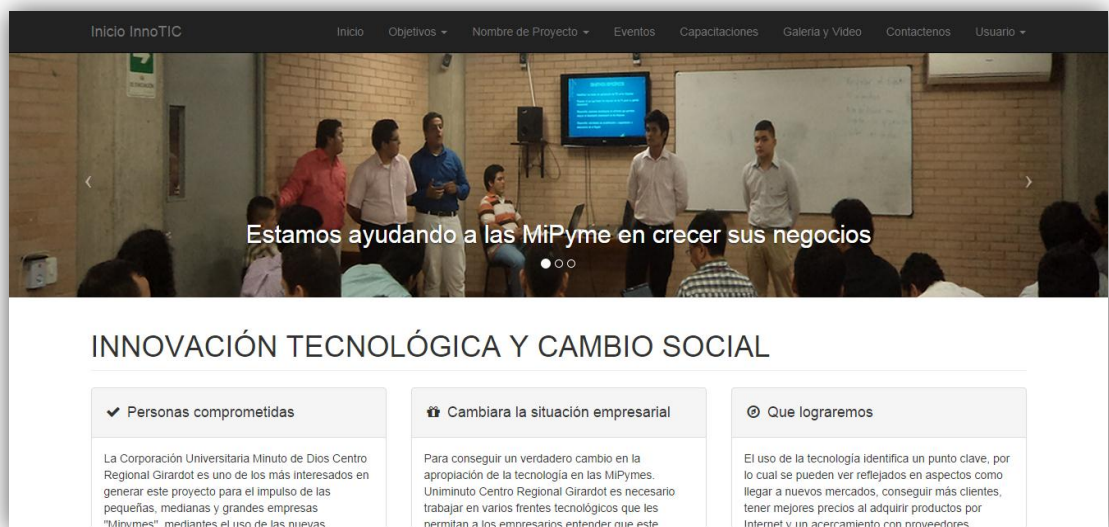 Inicio InnoTIC
Inicio
Objetivos
Nombre de Proyecto
Eventos
Capacitaciones
Galeria y Video
Contactenos
Usuario
Estamos ayudando a las MiPyme en crecer sus negocios
INNOVACIÓN TECNOLÓGICA Y CAMBIO SOCIAL
Personas comprometidas
La Corporación Universitaria Minuto de Dios Centro
Regional Girardot es uno de los más interesados en
generar este proyecto para el impulso de las
pequeñas, medianas y grandes empresas
"Mipymes", mediantes el uso de las nuevas
Cambiara la situación empresarial
Para conseguir un verdadero cambio en la
apropiación de la tecnología en las MiPymes.
Uniminuto Centro Regional Girardot es necesario
trabajar en varios frentes tecnológicos que les
permitan a los empresarios entender que este
Que lograremos
El uso de la tecnología identifica un punto clave, por
lo cual se pueden ver reflejados en aspectos como
llegar a nuevos mercados, conseguir más clientes,
tener mejores precios al adquirir productos por
Internet y un acercamiento con proveedores